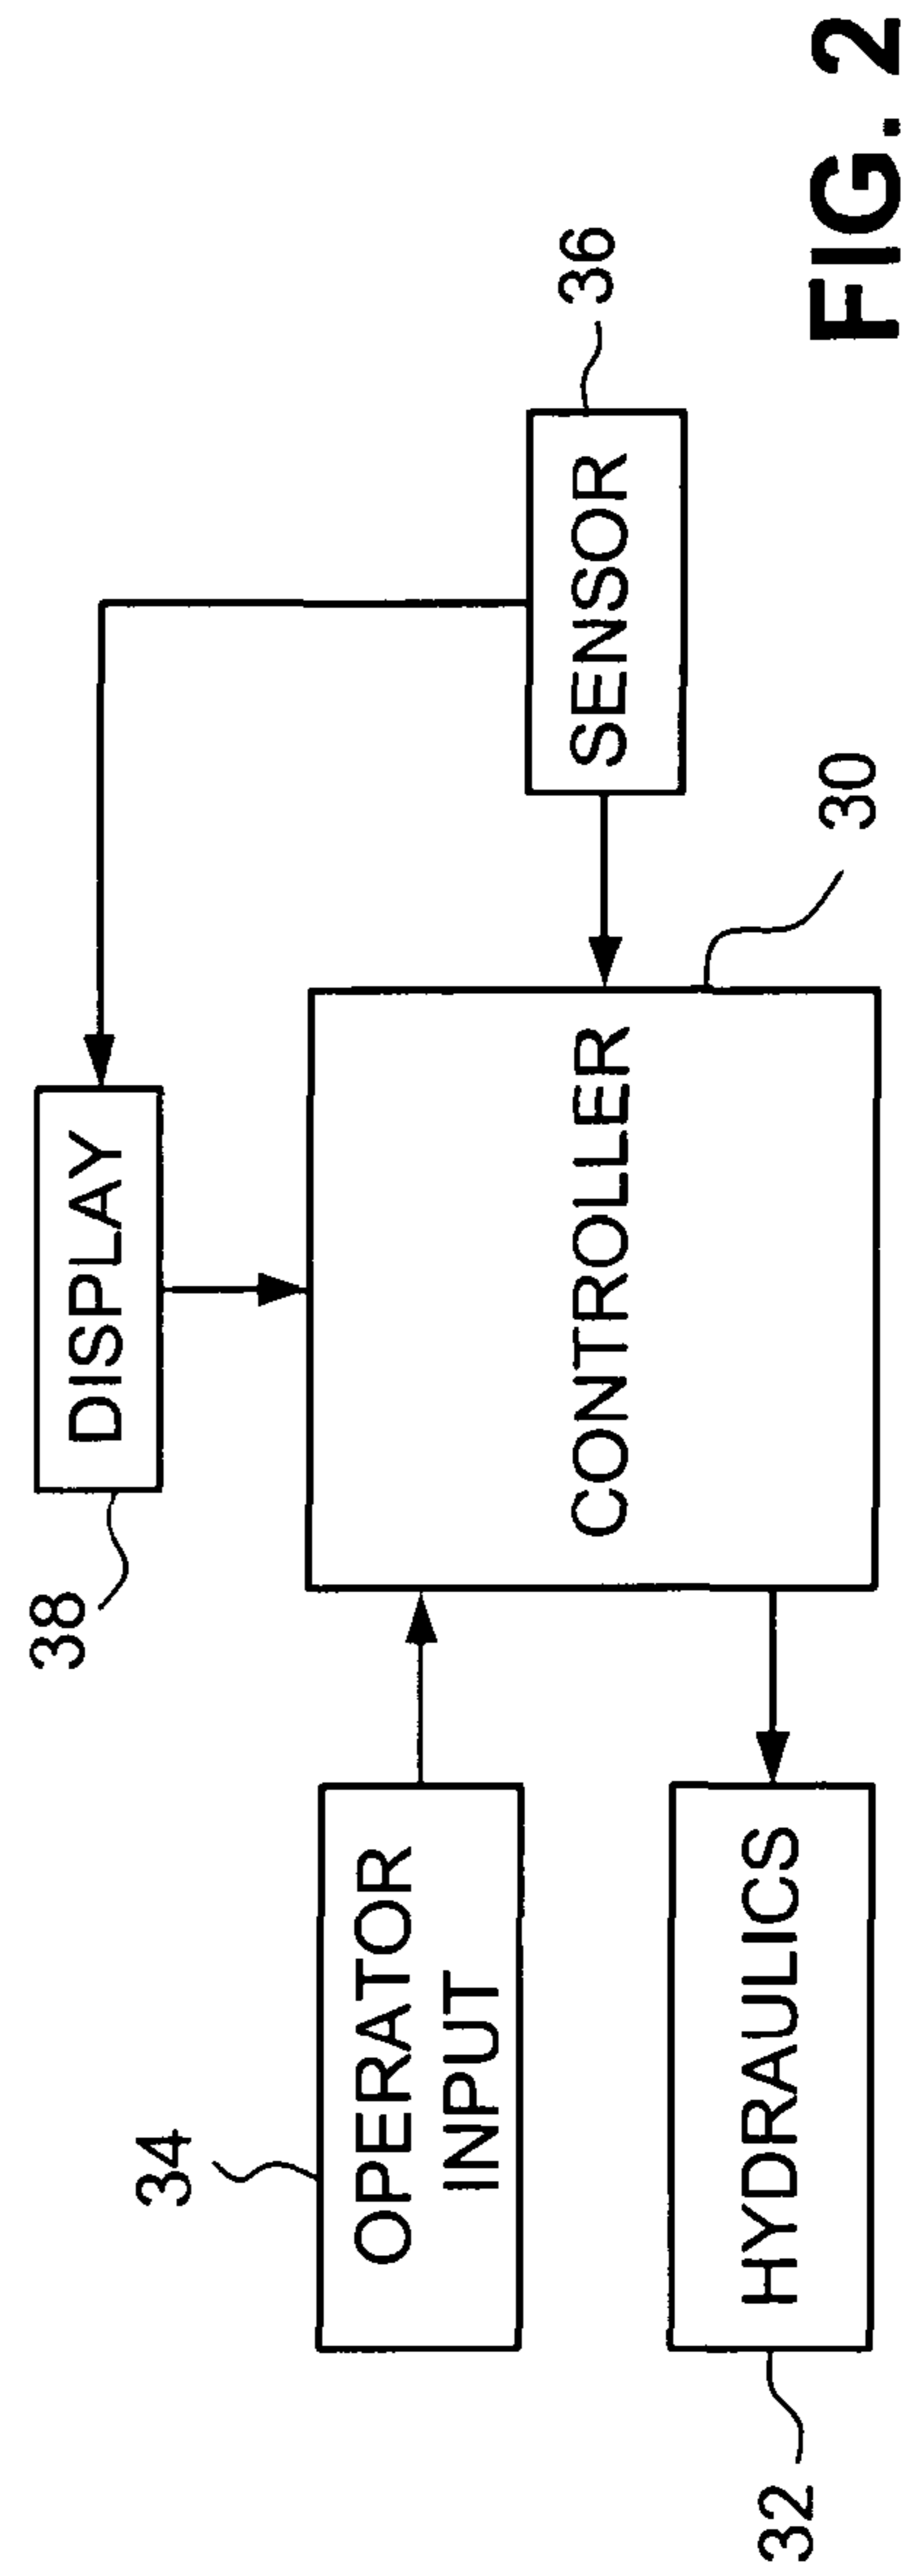 38
DISPLAY
34
OPERATOR
INPUT
CONTROLLER
SENSOR
36
30
HYDRAULICS
32
FIG. 2